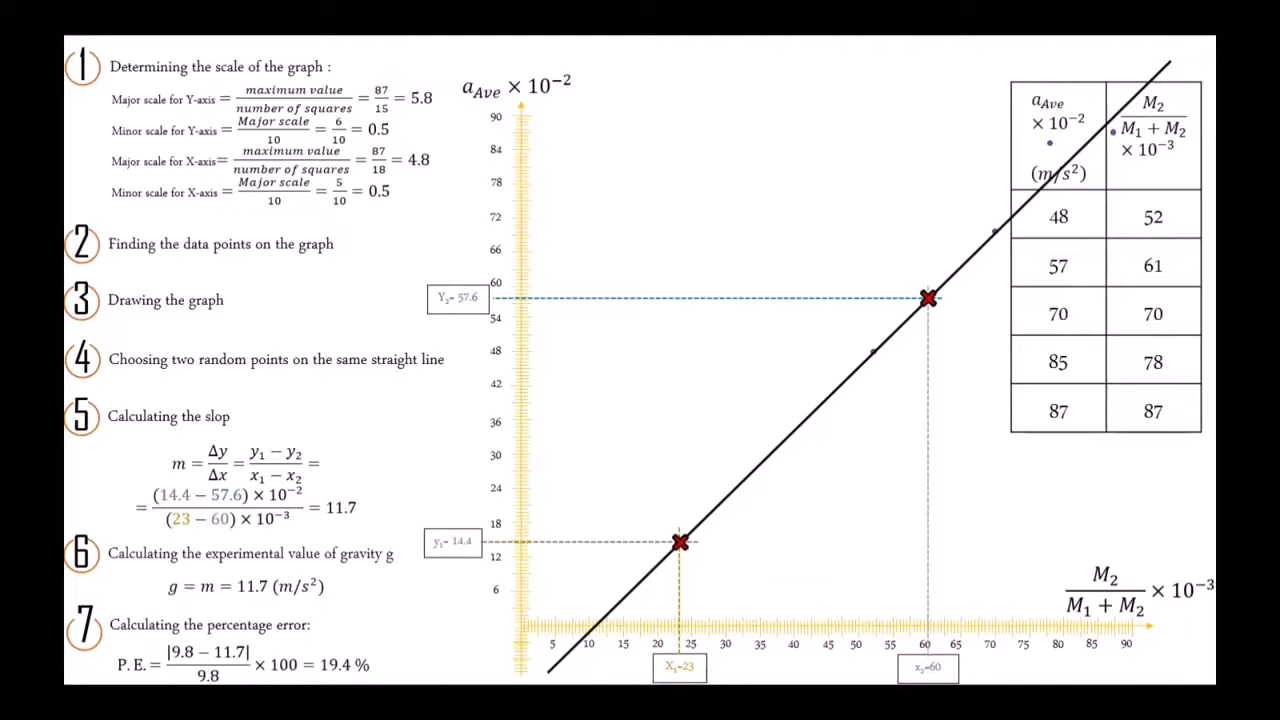 1 Determining the scale of the graph :
Major scale for Y-axis = maximum value / number of squares = 87/15 = 5.8
Minor scale for Y-axis = Major scale / 10 = 6/10 = 0.5
Major scale for X-axis= maximum value / number of squares = 87/18 = 4.8
Minor scale for X-axis = Major scale / 10 = 5/10 = 0.5
2 Finding the data points on the graph
3 Drawing the graph
4 Choosing two random points on the same straight line
5 Calculating the slop
m = Δy/Δx = y₁ − y₂ / x₁ − x₂ =
= (14.4 − 57.6) × 10⁻² / (23 − 60) × 10⁻³ = 11.7
6 Calculating the experimental value of gravity g
g = m = 11.7 (m/s²)
7 Calculating the percentage error:
P. E. = |9.8 − 11.7| / 9.8 × 100 = 19.4 %
a_Ave × 10⁻²
90
84
78
72
66
60
54
48
42
36
30
24
18
12
6
Y₂= 57.6
y₁= 14.4
5 10 15 20 25 30 35 40 45 50 55 60 65 70 75 80 85 90
X₁=23
x₂=60
M₂ / M₁ + M₂ × 10⁻³
a_Ave × 10⁻² (m/s²)
M₂ / M₁ + M₂ × 10⁻³
48 52
57 61
70 70
85 78
87 87